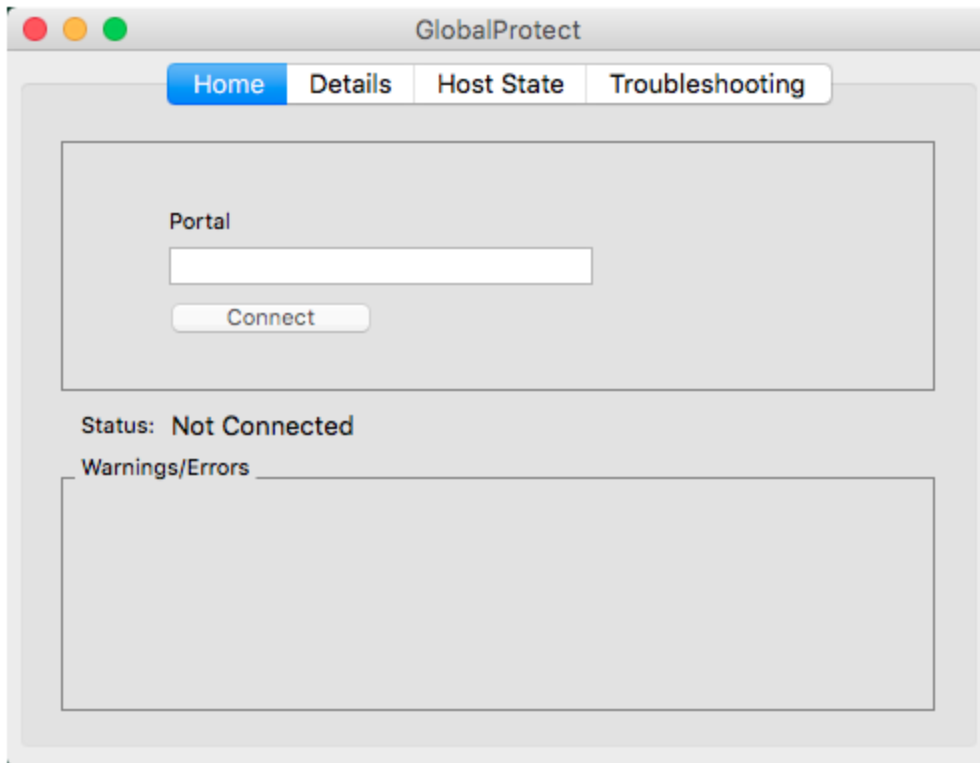 GlobalProtect
Home Details Host State Troubleshooting
Portal
Connect
Status: Not Connected
Warnings/Errors